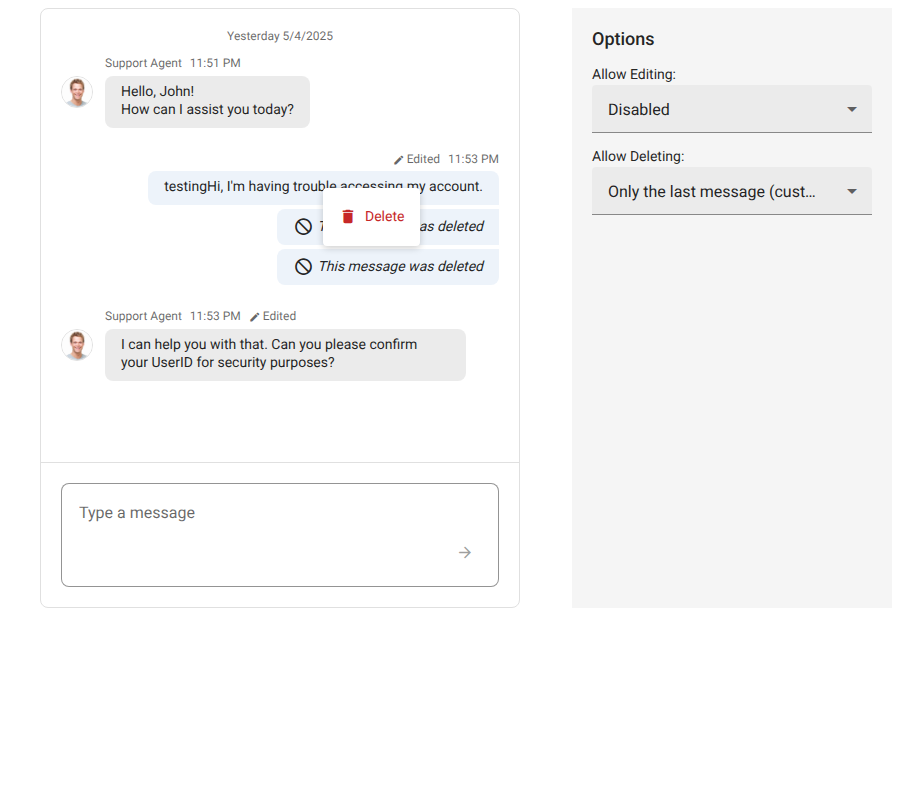 Yesterday 5/4/2025
Support Agent 11:51 PM
Hello, John!
How can I assist you today?
Edited 11:53 PM
testingHi, I'm having trouble accessing my account.
Delete
as deleted
This message was deleted
Support Agent 11:53 PM Edited
I can help you with that. Can you please confirm
your UserID for security purposes?
Type a message
Options
Allow Editing:
Disabled
Allow Deleting:
Only the last message (cust...